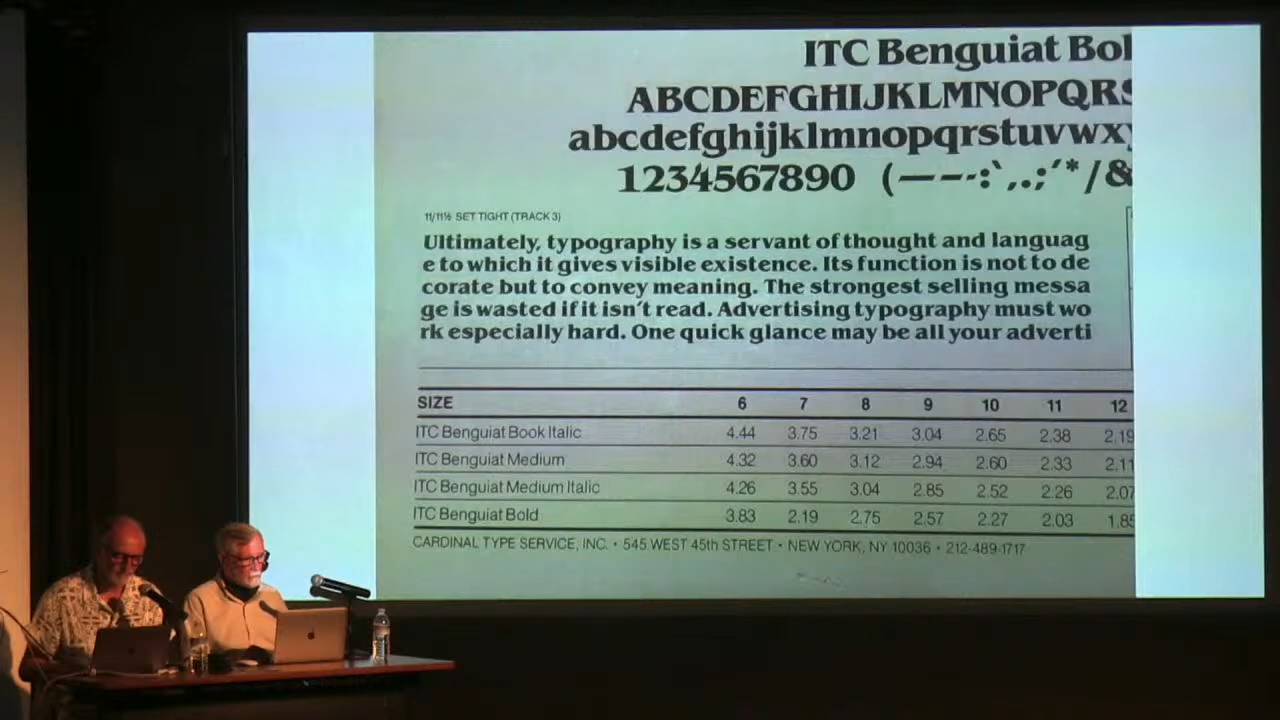 ITC Benguiat Bol
ABCDEFGHIJKLMNOPQRS
abcdefghijklmnopqrstuvwxy
1234567890 (—–-:`,.;´*/&
11/11½ SET TIGHT (TRACK 3)
Ultimately, typography is a servant of thought and languag
e to which it gives visible existence. Its function is not to de
corate but to convey meaning. The strongest selling messa
ge is wasted if it isn't read. Advertising typography must wo
rk especially hard. One quick glance may be all your adverti
SIZE 6 7 8 9 10 11 12
ITC Benguiat Book Italic 4.44 3.75 3.21 3.04 2.65 2.38 2.19
ITC Benguiat Medium 4.32 3.60 3.12 2.94 2.60 2.33 2.11
ITC Benguiat Medium Italic 4.26 3.55 3.04 2.85 2.52 2.26 2.07
ITC Benguiat Bold 3.83 2.19 2.75 2.57 2.27 2.03 1.85
CARDINAL TYPE SERVICE, INC. • 545 WEST 45th STREET • NEW YORK, NY 10036 • 212-489-1717